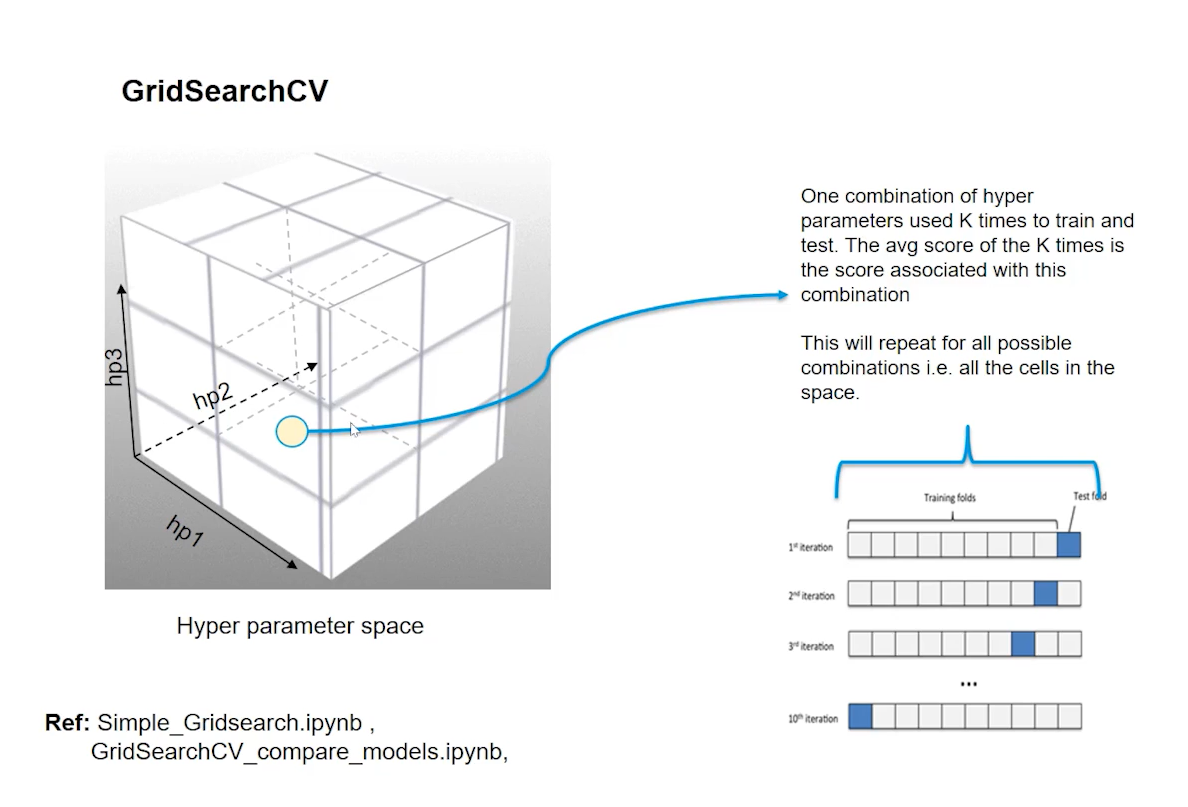 GridSearchCV
hp3
hp2
hp1
Hyper parameter space
One combination of hyper
parameters used K times to train and
test. The avg score of the K times is
the score associated with this
combination
This will repeat for all possible
combinations i.e. all the cells in the
space.
Training folds
Test fold
1st iteration
2nd iteration
3rd iteration
...
10th iteration
Ref: Simple_Gridsearch.ipynb ,
GridSearchCV_compare_models.ipynb,